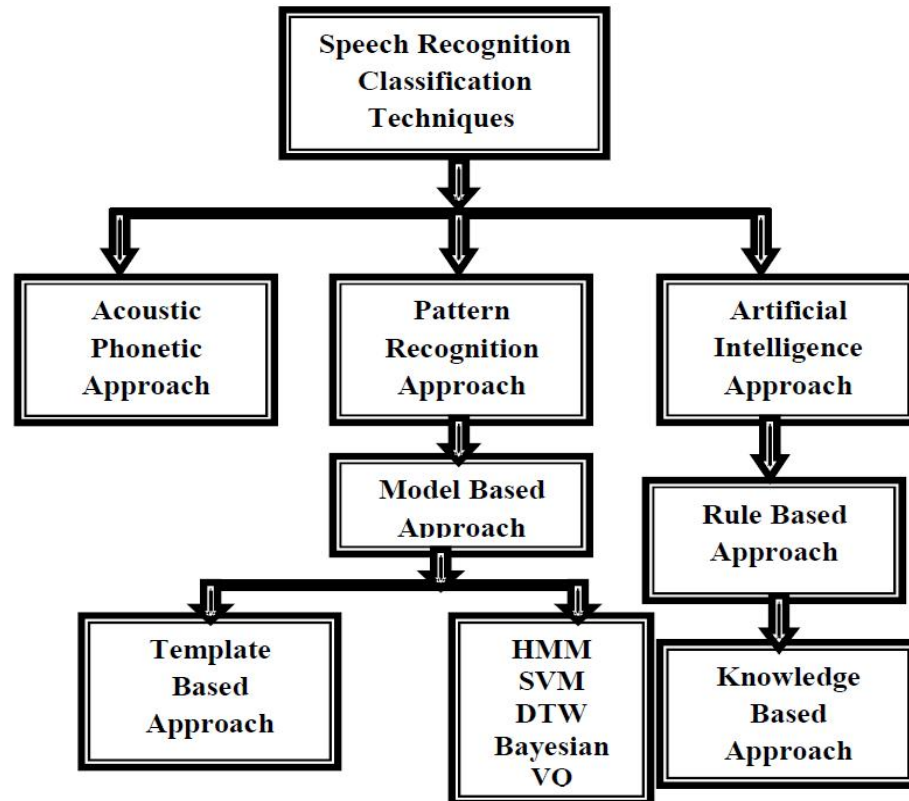 Speech Recognition
Classification
Techniques
Acoustic
Phonetic
Approach
Pattern
Recognition
Approach
Artificial
Intelligence
Approach
Model Based
Approach
Rule Based
Approach
Template
Based
Approach
HMM
SVM
DTW
Bayesian
VQ
Knowledge
Based
Approach